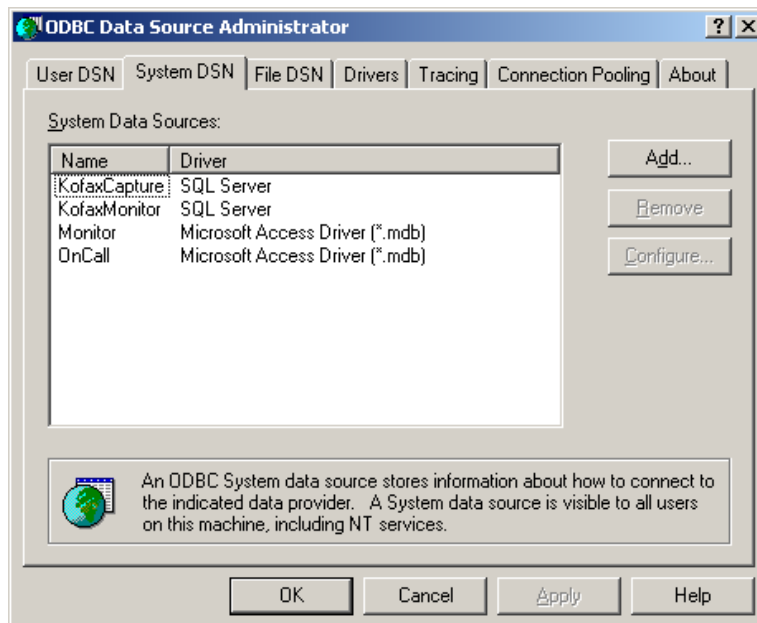 ODBC Data Source Administrator
User DSN System DSN File DSN Drivers Tracing Connection Pooling About
System Data Sources:
Name Driver
KofaxCapture SQL Server
KofaxMonitor SQL Server
Monitor Microsoft Access Driver (*.mdb)
OnCall Microsoft Access Driver (*.mdb)
Add...
Remove
Configure...
An ODBC System data source stores information about how to connect to
the indicated data provider. A System data source is visible to all users
on this machine, including NT services.
OK Cancel Apply Help